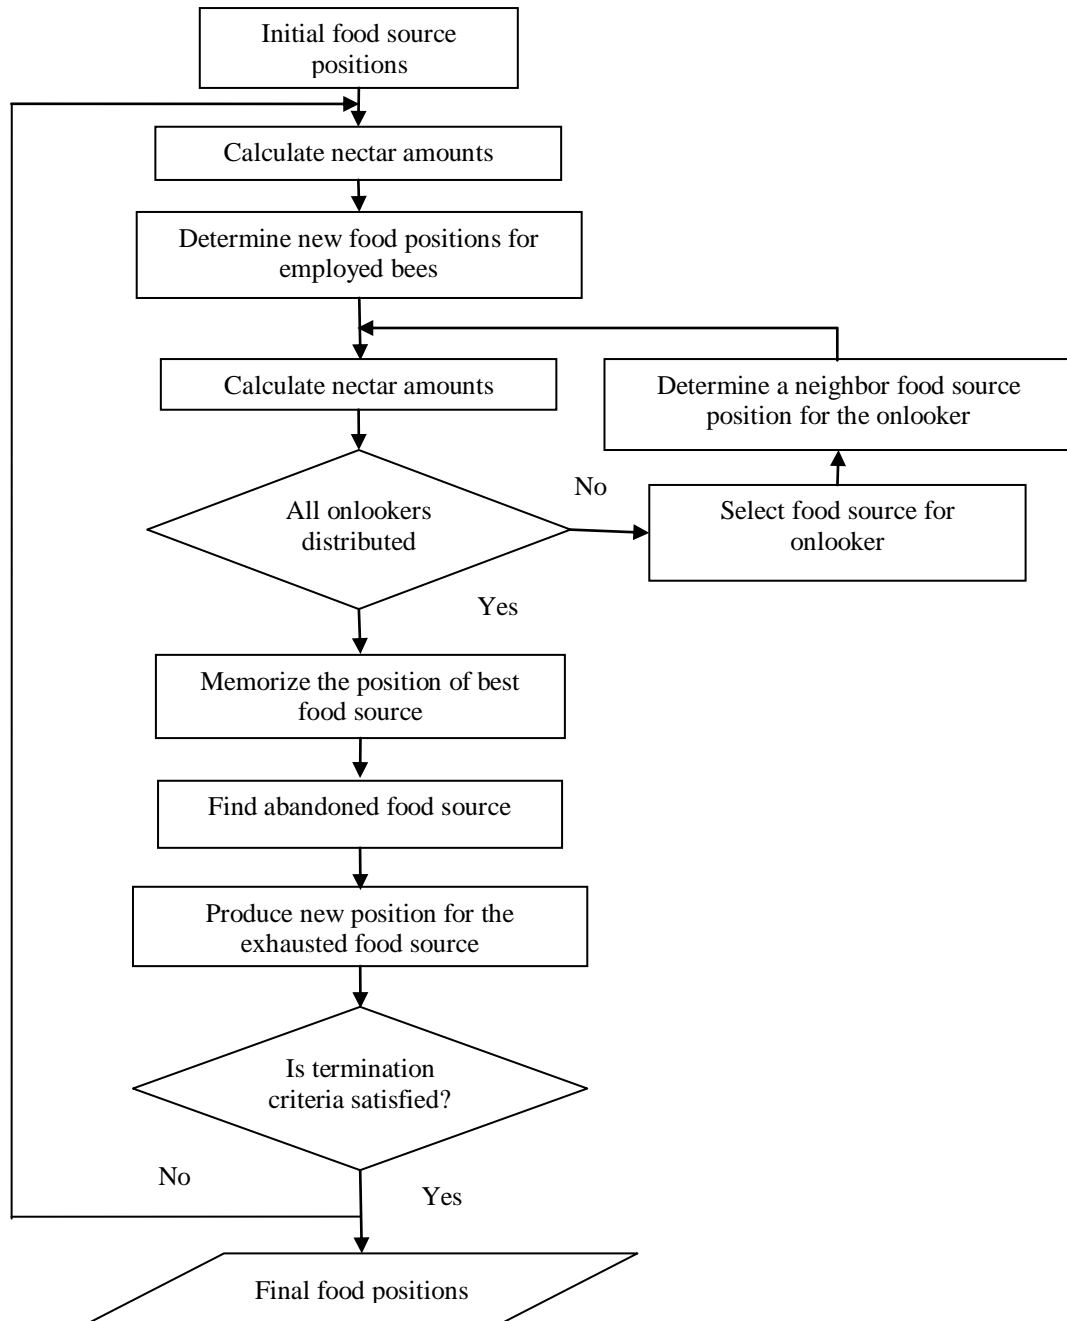 Initial food source
positions
Calculate nectar amounts
Determine new food positions for
employed bees
Calculate nectar amounts
Determine a neighbor food source
position for the onlooker
All onlookers
distributed
No
Select food source for
onlooker
Yes
Memorize the position of best
food source
Find abandoned food source
Produce new position for the
exhausted food source
Is termination
criteria satisfied?
No
Yes
Final food positions